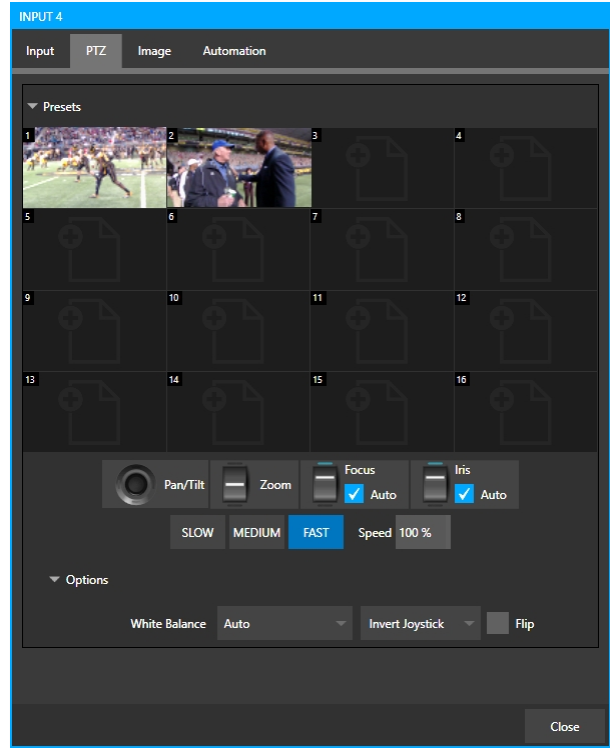 INPUT 4
Input PTZ Image Automation
Presets
1 2 3 4
5 6 7 8
9 10 11 12
13 14 15 16
Pan/Tilt Zoom Focus Auto Iris Auto
SLOW MEDIUM FAST Speed 100 %
Options
White Balance Auto Invert Joystick Flip
Close